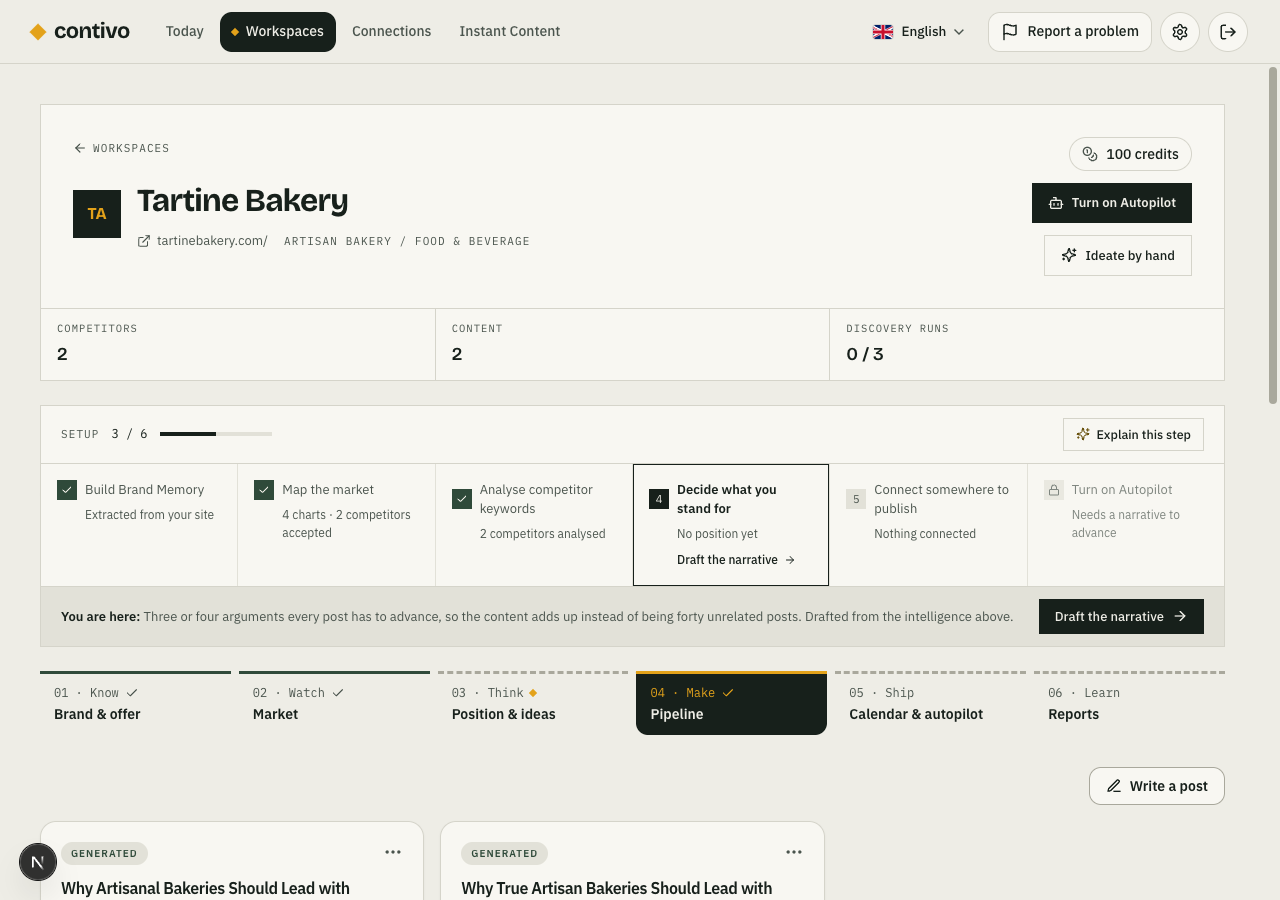 contivo
Today
Workspaces
Connections
Instant Content
English
Report a problem
WORKSPACES
100 credits
TA
Tartine Bakery
Turn on Autopilot
tartinebakery.com/
ARTISAN BAKERY / FOOD & BEVERAGE
Ideate by hand
COMPETITORS
2
CONTENT
2
DISCOVERY RUNS
0 / 3
SETUP 3 / 6
Explain this step
Build Brand Memory
Extracted from your site
Map the market
4 charts · 2 competitors
accepted
Analyse competitor
keywords
2 competitors analysed
4
Decide what you
stand for
No position yet
Draft the narrative
5
Connect somewhere to
publish
Nothing connected
Turn on Autopilot
Needs a narrative to
advance
You are here: Three or four arguments every post has to advance, so the content adds up instead of being forty unrelated posts. Drafted from the intelligence above.
Draft the narrative
01 · Know
Brand & offer
02 · Watch
Market
03 · Think
Position & ideas
04 · Make
Pipeline
05 · Ship
Calendar & autopilot
06 · Learn
Reports
Write a post
GENERATED
Why Artisanal Bakeries Should Lead with
GENERATED
Why True Artisan Bakeries Should Lead with
N